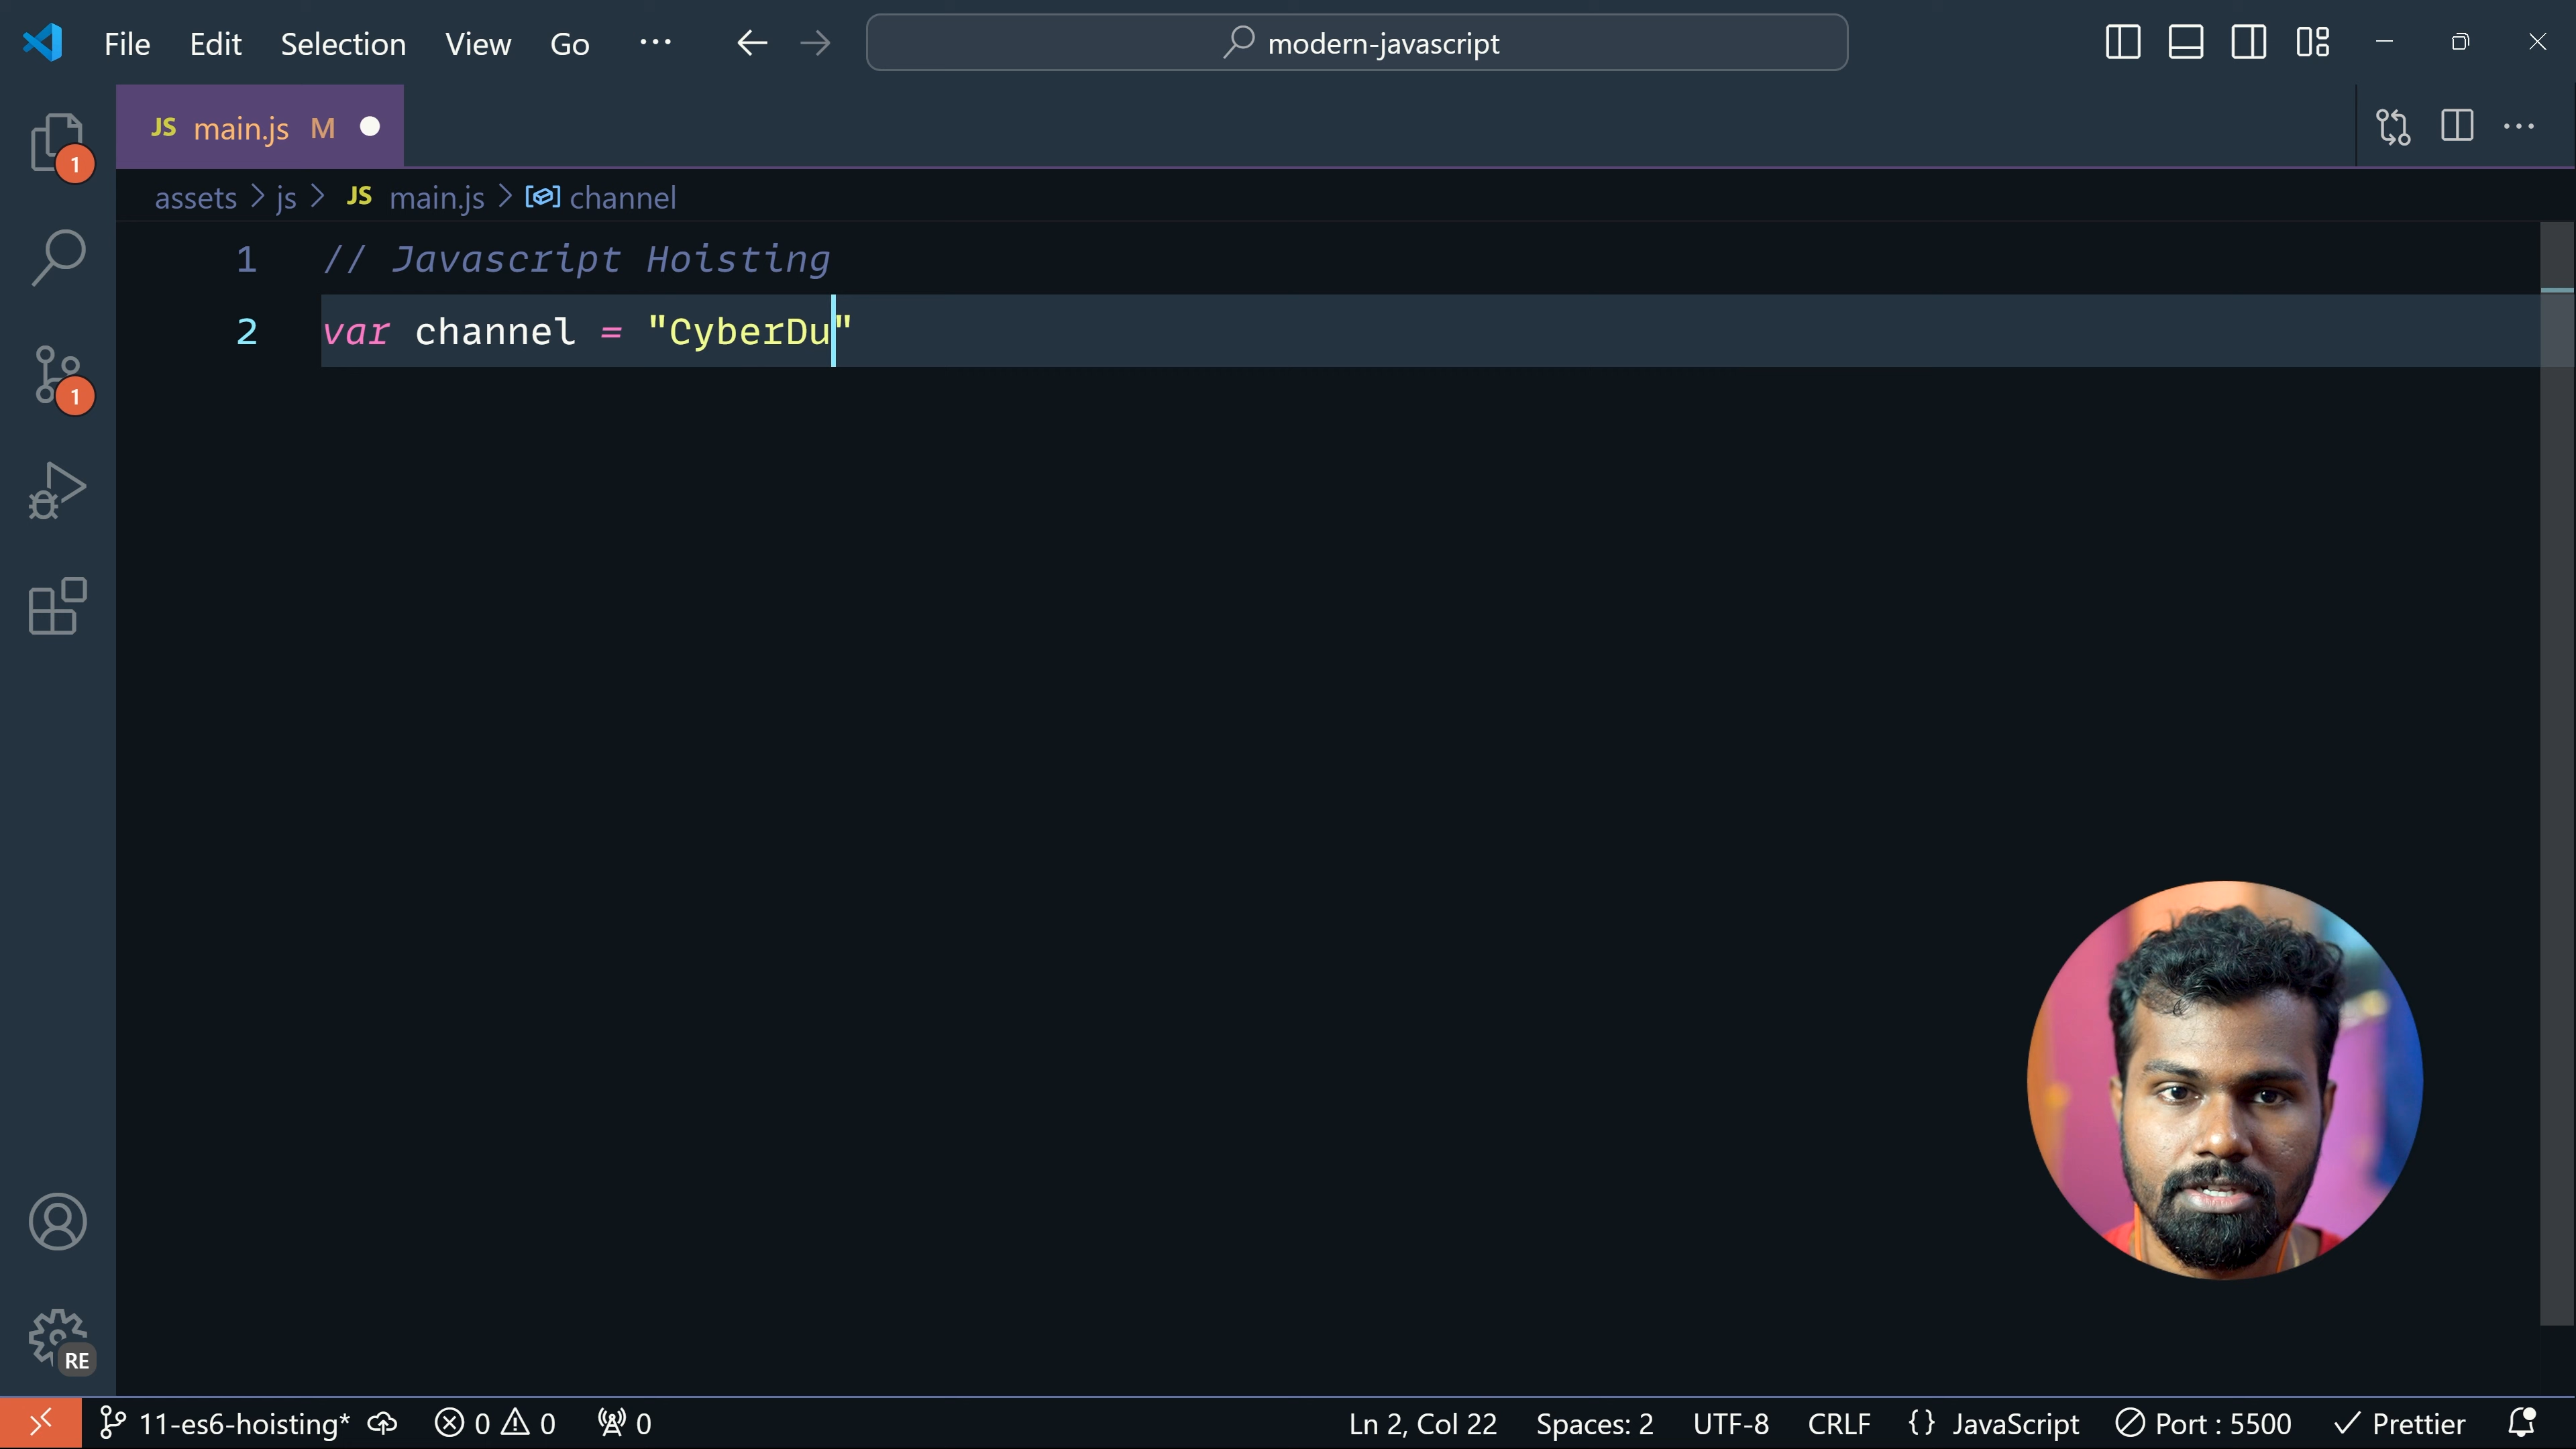 File Edit Selection View Go ··· modern-javascript
JS main.js M
1
assets > js > JS main.js > channel
1 // Javascript Hoisting
2 var channel = "CyberDu"
1
RE
11-es6-hoisting* 0 0 0 Ln 2, Col 22 Spaces: 2 UTF-8 CRLF {} JavaScript Port : 5500 Prettier